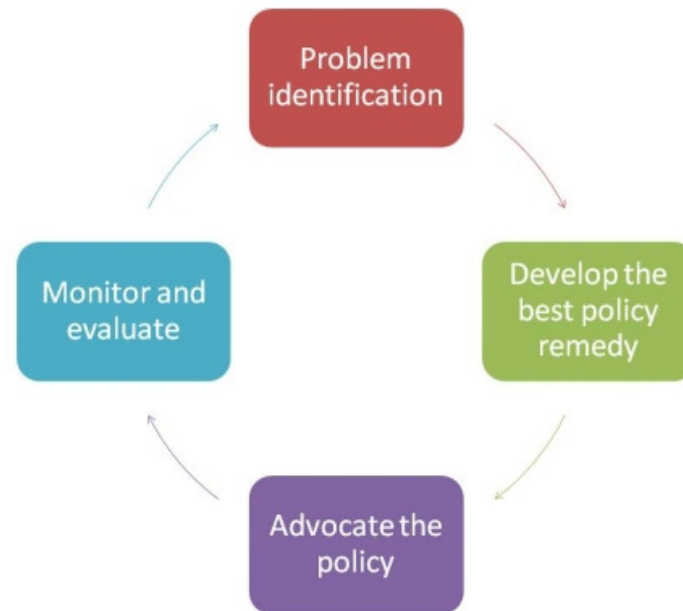 Problem
identification
Develop the
best policy
remedy
Advocate the
policy
Monitor and
evaluate